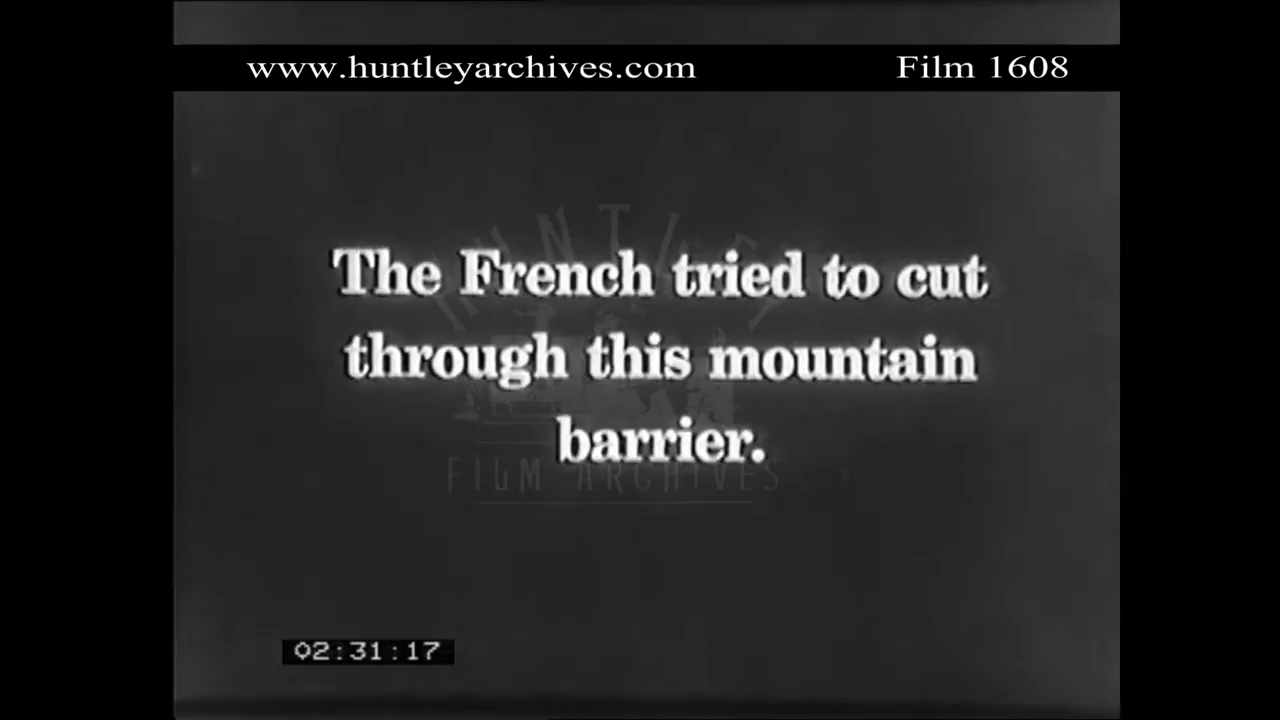 www.huntleyarchives.com Film 1608
HUNTLEY
The French tried to cut
through this mountain
barrier.
FILM ARCHIVES
02:31:17